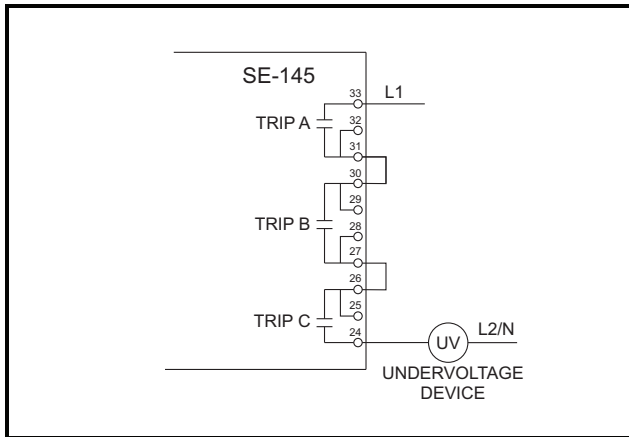 SE-145
33
L1
TRIP A
32
31
30
29
TRIP B
28
27
26
25
TRIP C
24
L2/N
UV
UNDERVOLTAGE
DEVICE